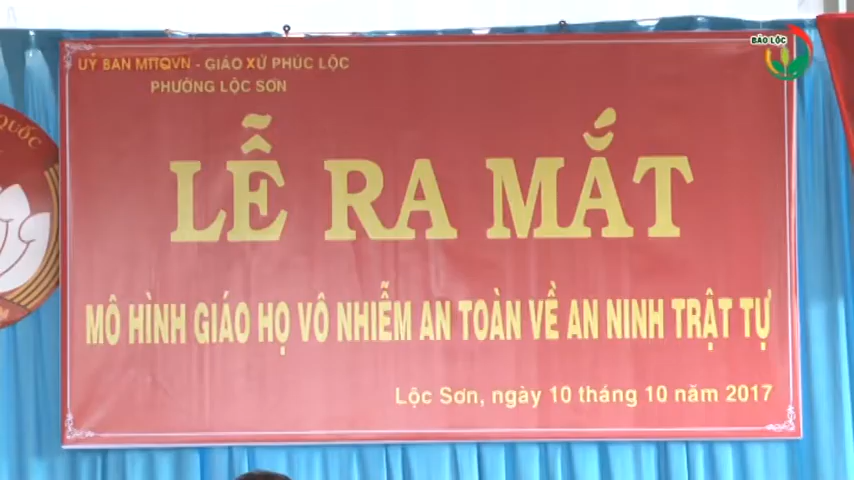 BẢO LỘC
ỦY BAN MTTQVN - GIÁO XỨ PHÚC LỘC
PHƯỜNG LỘC SƠN
QUỐC
LỄ RA MẮT
MÔ HÌNH GIÁO HỌ VÔ NHIỄM AN TOÀN VỀ AN NINH TRẬT TỰ
Lộc Sơn, ngày 10 tháng 10 năm 2017